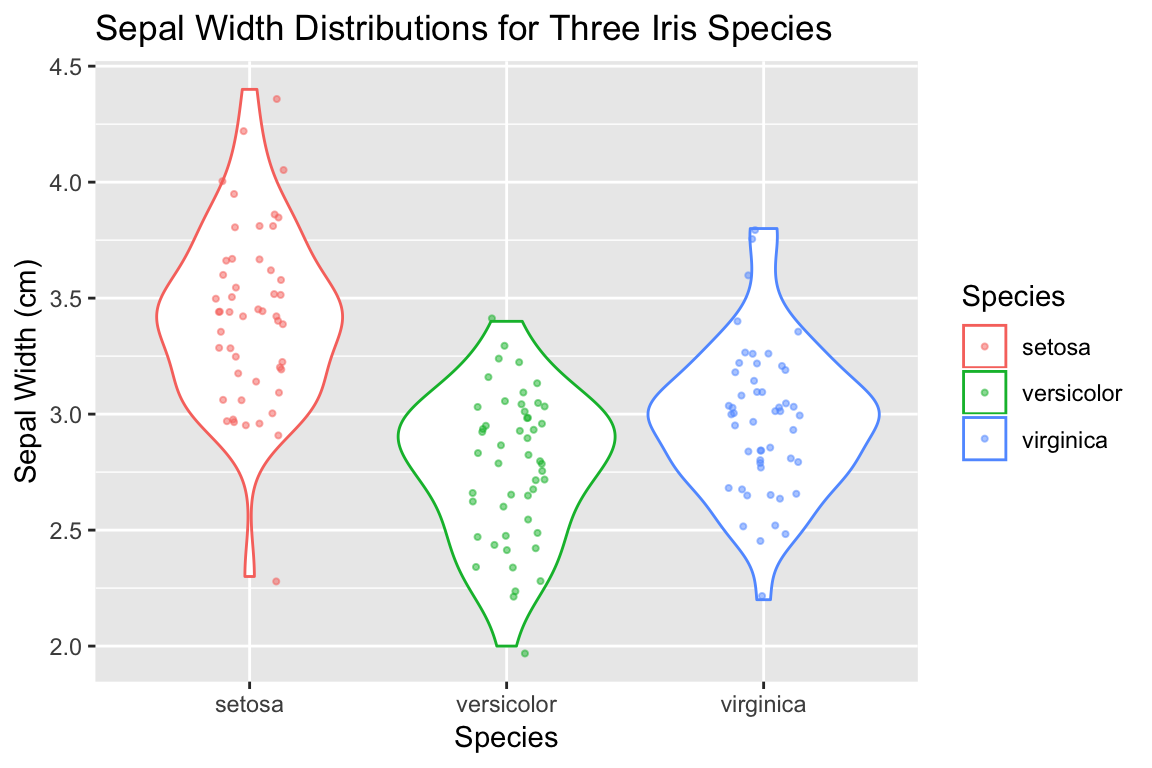 Sepal Width Distributions for Three Iris Species
Sepal Width (cm)
4.5
4.0
3.5
3.0
2.5
2.0
setosa
versicolor
virginica
Species
Species
setosa
versicolor
virginica